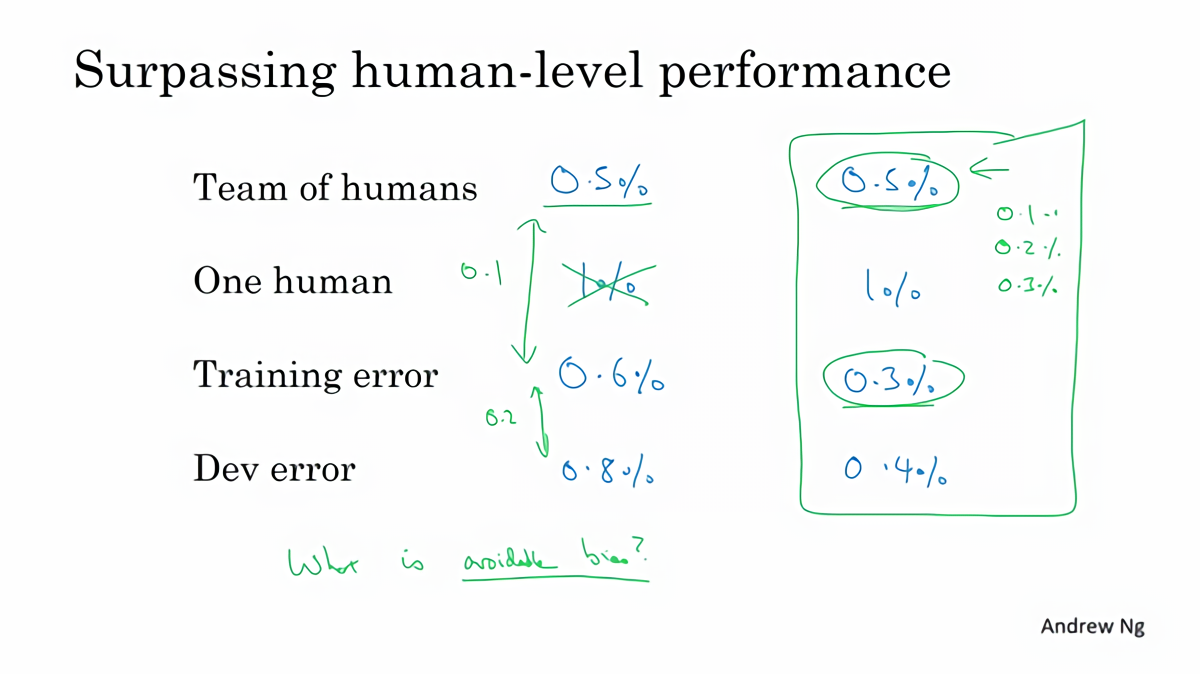 Surpassing human-level performance
Team of humans 0.5% 0.5%
0.1
0.2%
0.3%
One human 0.1 1% 1%
Training error 0.6% 0.3%
0.2
Dev error 0.8% 0.4%
What is avoidable bias?
Andrew Ng